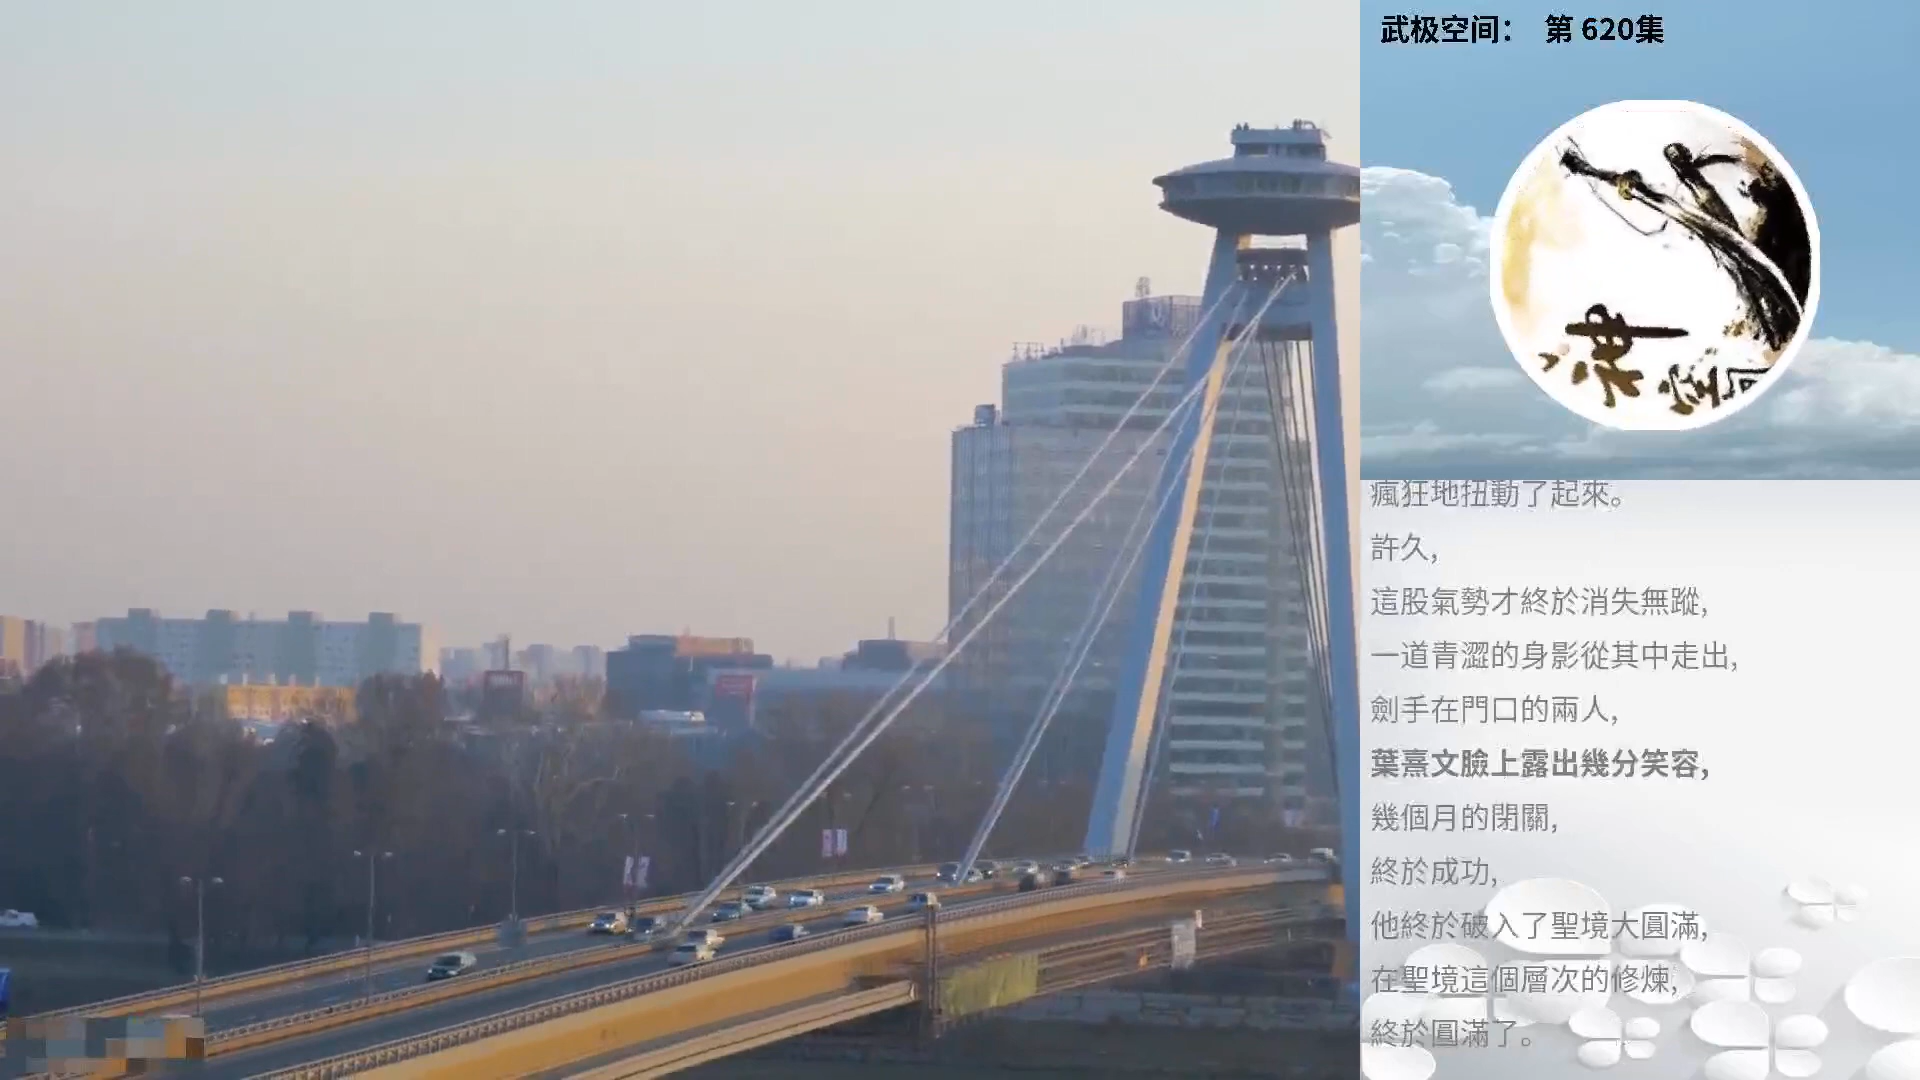 武极空间： 第 620集
神
瘋狂地扭動了起來。
許久,
這股氣勢才終於消失無蹤,
一道青澀的身影從其中走出,
劍手在門口的兩人,
葉熹文臉上露出幾分笑容,
幾個月的閉關,
終於成功,
他終於破入了聖境大圓滿,
在聖境這個層次的修煉,
終於圓滿了。